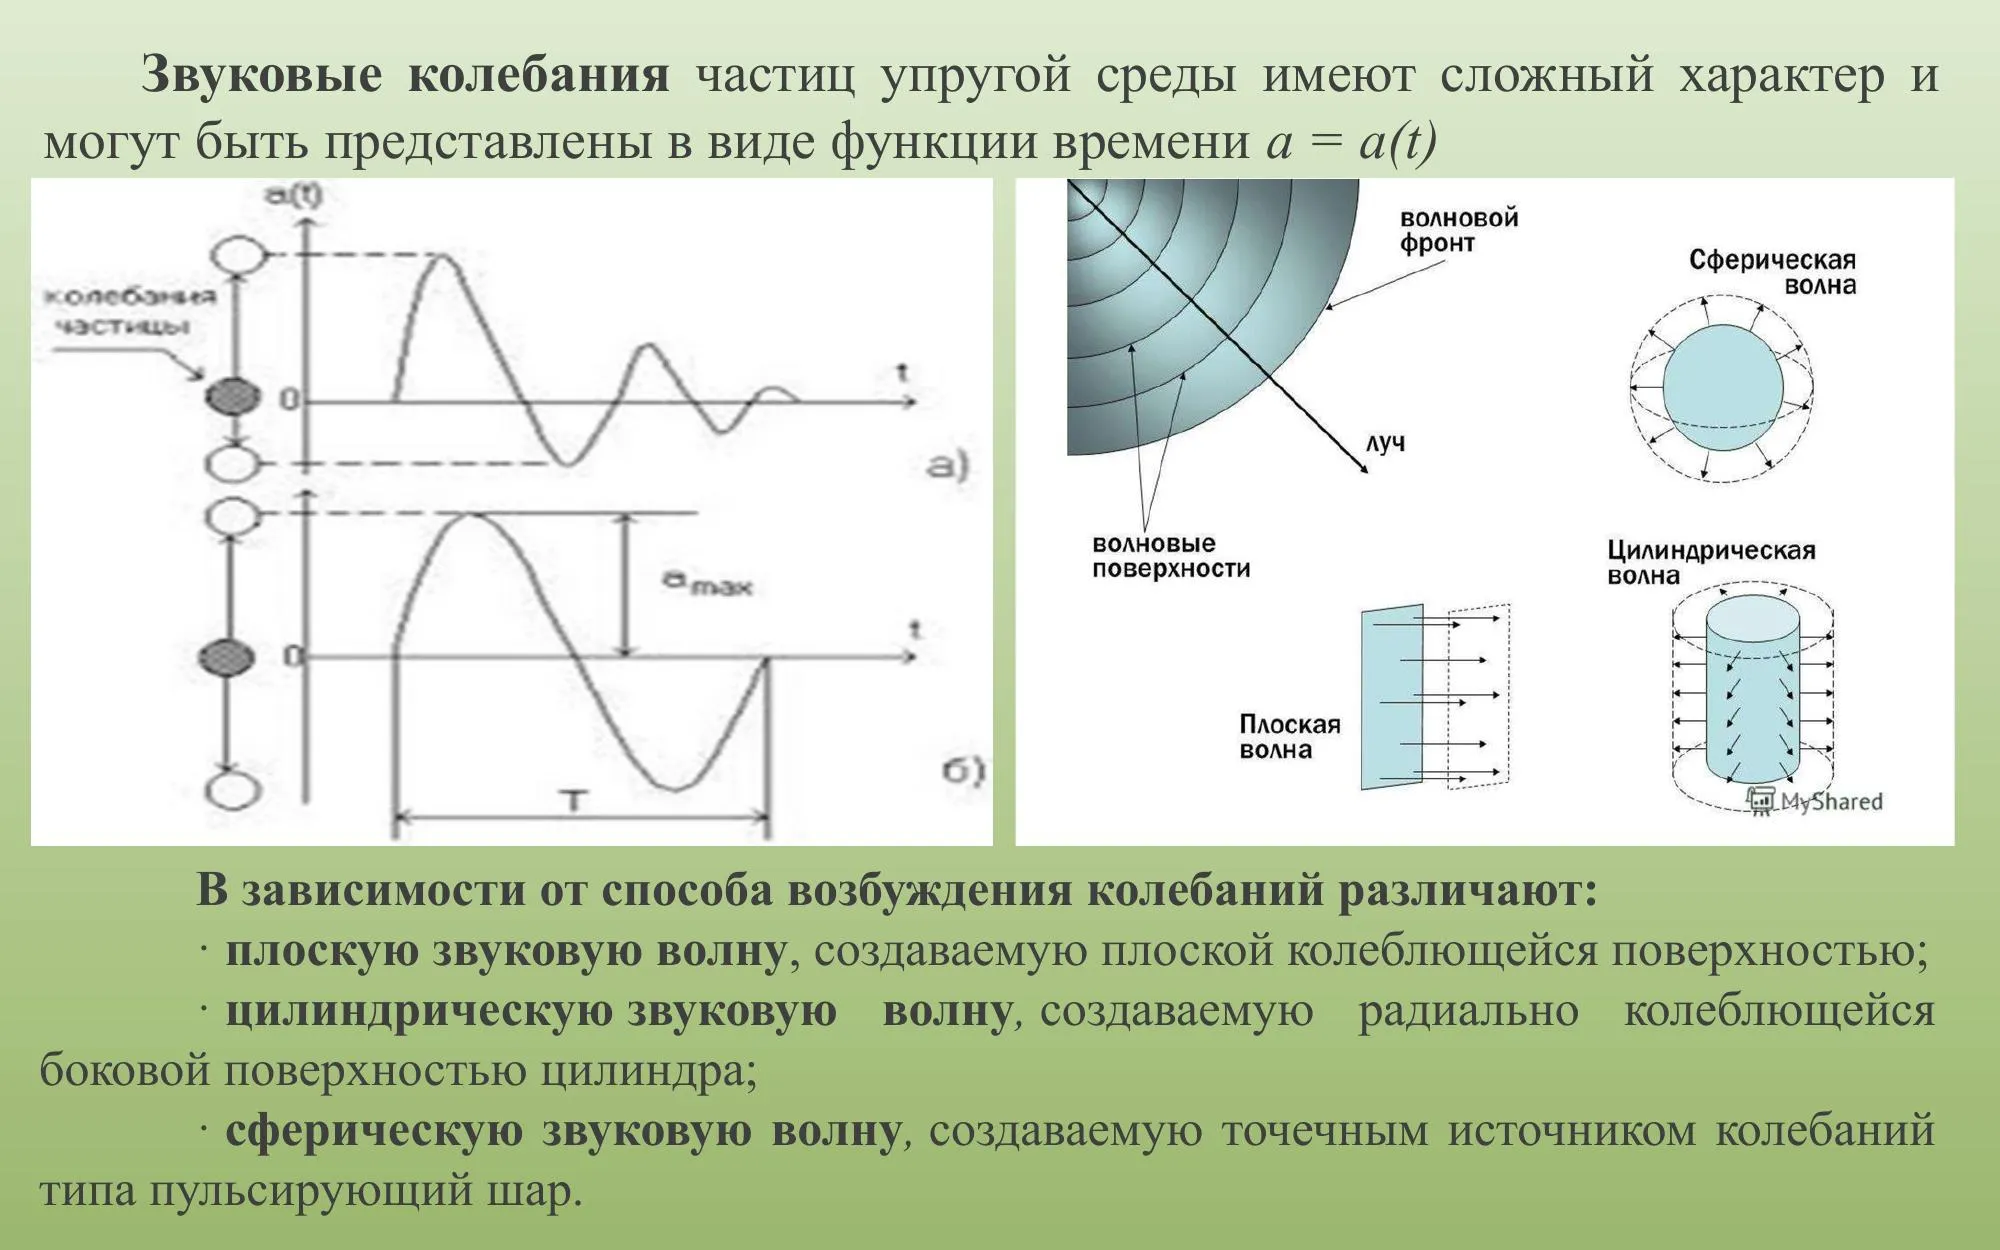 Звуковые колебания частиц упругой среды имеют сложный характер и
могут быть представлены в виде функции времени a = a(t)
a(t)
колебания
частицы
0
t
а)
a max
0
t
T
б)
волновой
фронт
луч
волновые
поверхности
Сферическая
волна
Цилиндрическая
волна
Плоская
волна
MyShared
В зависимости от способа возбуждения колебаний различают:
· плоскую звуковую волну, создаваемую плоской колеблющейся поверхностью;
· цилиндрическую звуковую волну, создаваемую радиально колеблющейся
боковой поверхностью цилиндра;
· сферическую звуковую волну, создаваемую точечным источником колебаний
типа пульсирующий шар.